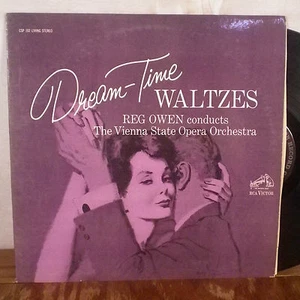 Dream-Time
WALTZES
REG OWEN conducts
The Vienna State Opera Orchestra
RCA VICTOR